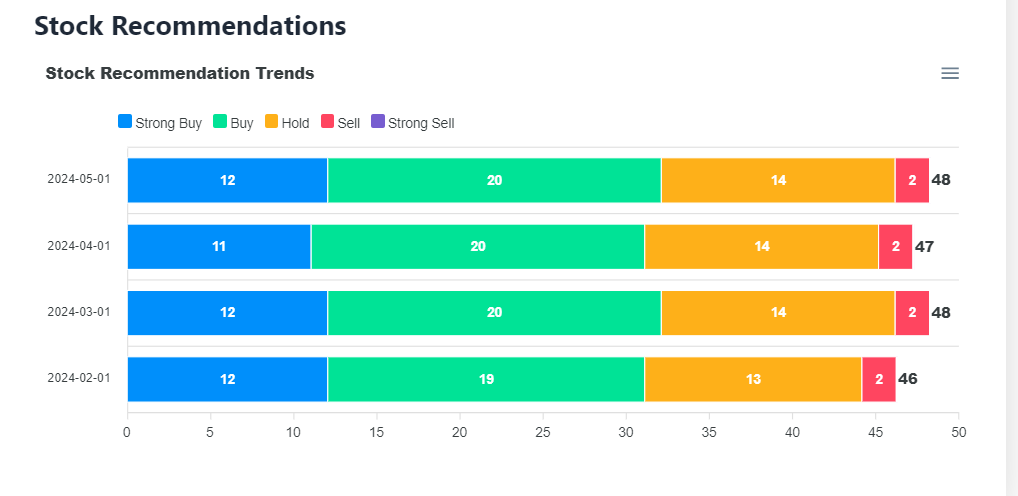 Stock Recommendations
Stock Recommendation Trends
Strong Buy Buy Hold Sell Strong Sell
2024-05-01 12 20 14 2 48
2024-04-01 11 20 14 2 47
2024-03-01 12 20 14 2 48
2024-02-01 12 19 13 2 46
0 5 10 15 20 25 30 35 40 45 50